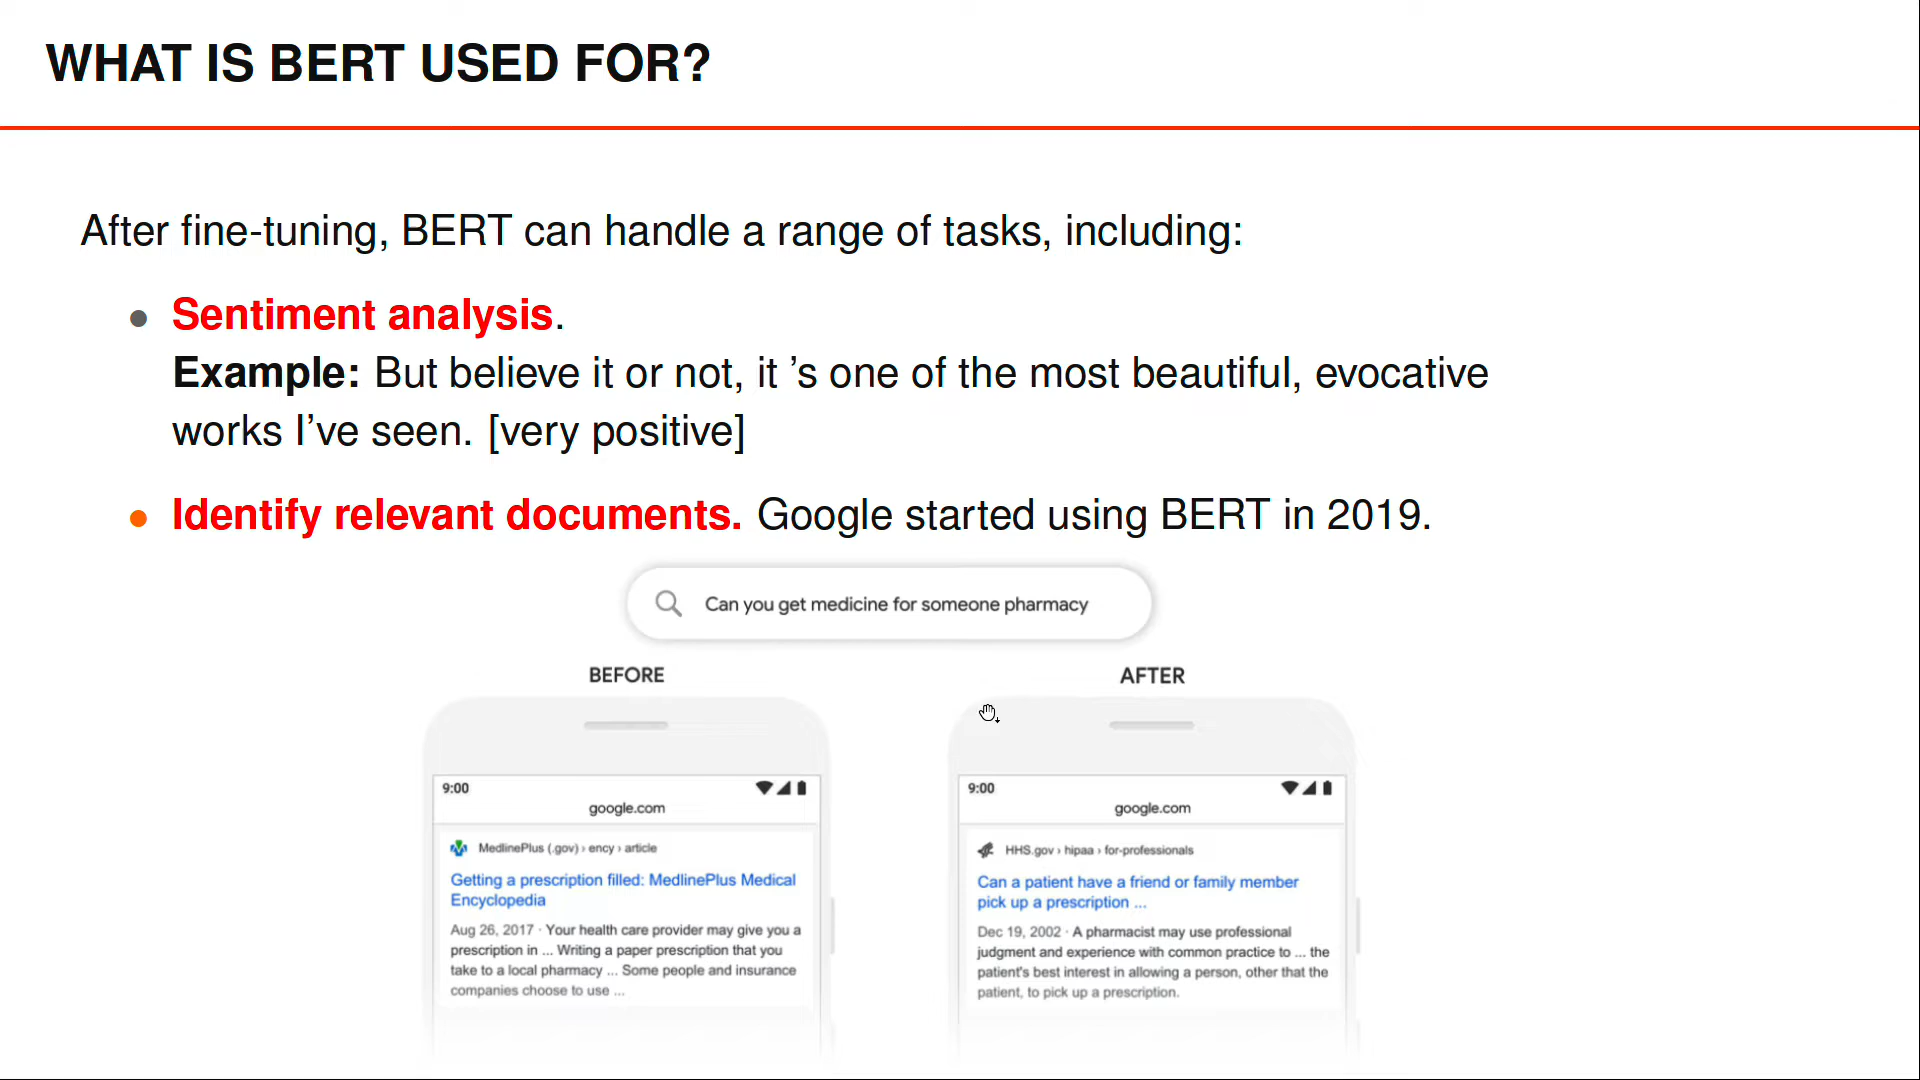 WHAT IS BERT USED FOR?
After fine-tuning, BERT can handle a range of tasks, including:
● Sentiment analysis.
Example: But believe it or not, it ’s one of the most beautiful, evocative
works I’ve seen. [very positive]
● Identify relevant documents. Google started using BERT in 2019.
Can you get medicine for someone pharmacy
BEFORE
9:00
google.com
MedlinePlus (.gov) › ency › article
Getting a prescription filled: MedlinePlus Medical
Encyclopedia
Aug 26, 2017 · Your health care provider may give you a
prescription in ... Writing a paper prescription that you
take to a local pharmacy ... Some people and insurance
companies choose to use ...
AFTER
9:00
google.com
HHS.gov › hipaa › for-professionals
Can a patient have a friend or family member
pick up a prescription ...
Dec 19, 2002 · A pharmacist may use professional
judgment and experience with common practice to ... the
patient's best interest in allowing a person, other that the
patient, to pick up a prescription.